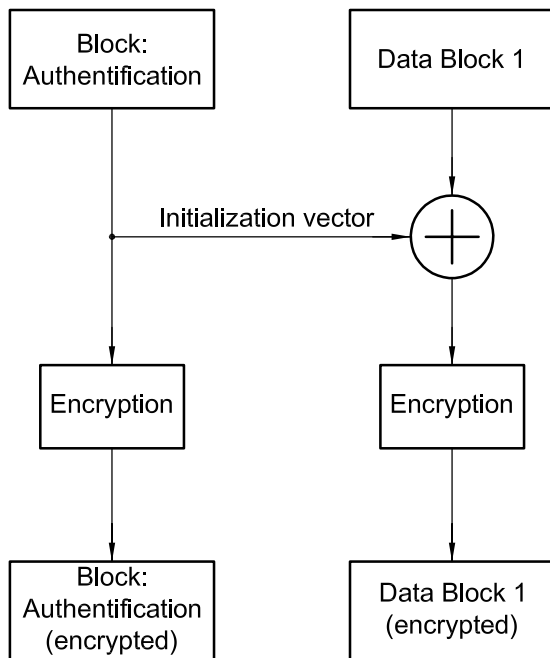 Block:
Authentification
Data Block 1
Initialization vector
Encryption
Encryption
Block:
Authentification
(encrypted)
Data Block 1
(encrypted)